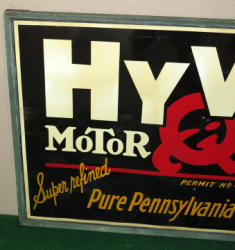 HYV
MOTOR
PERMIT NO
Super refined
Pure Pennsylvania